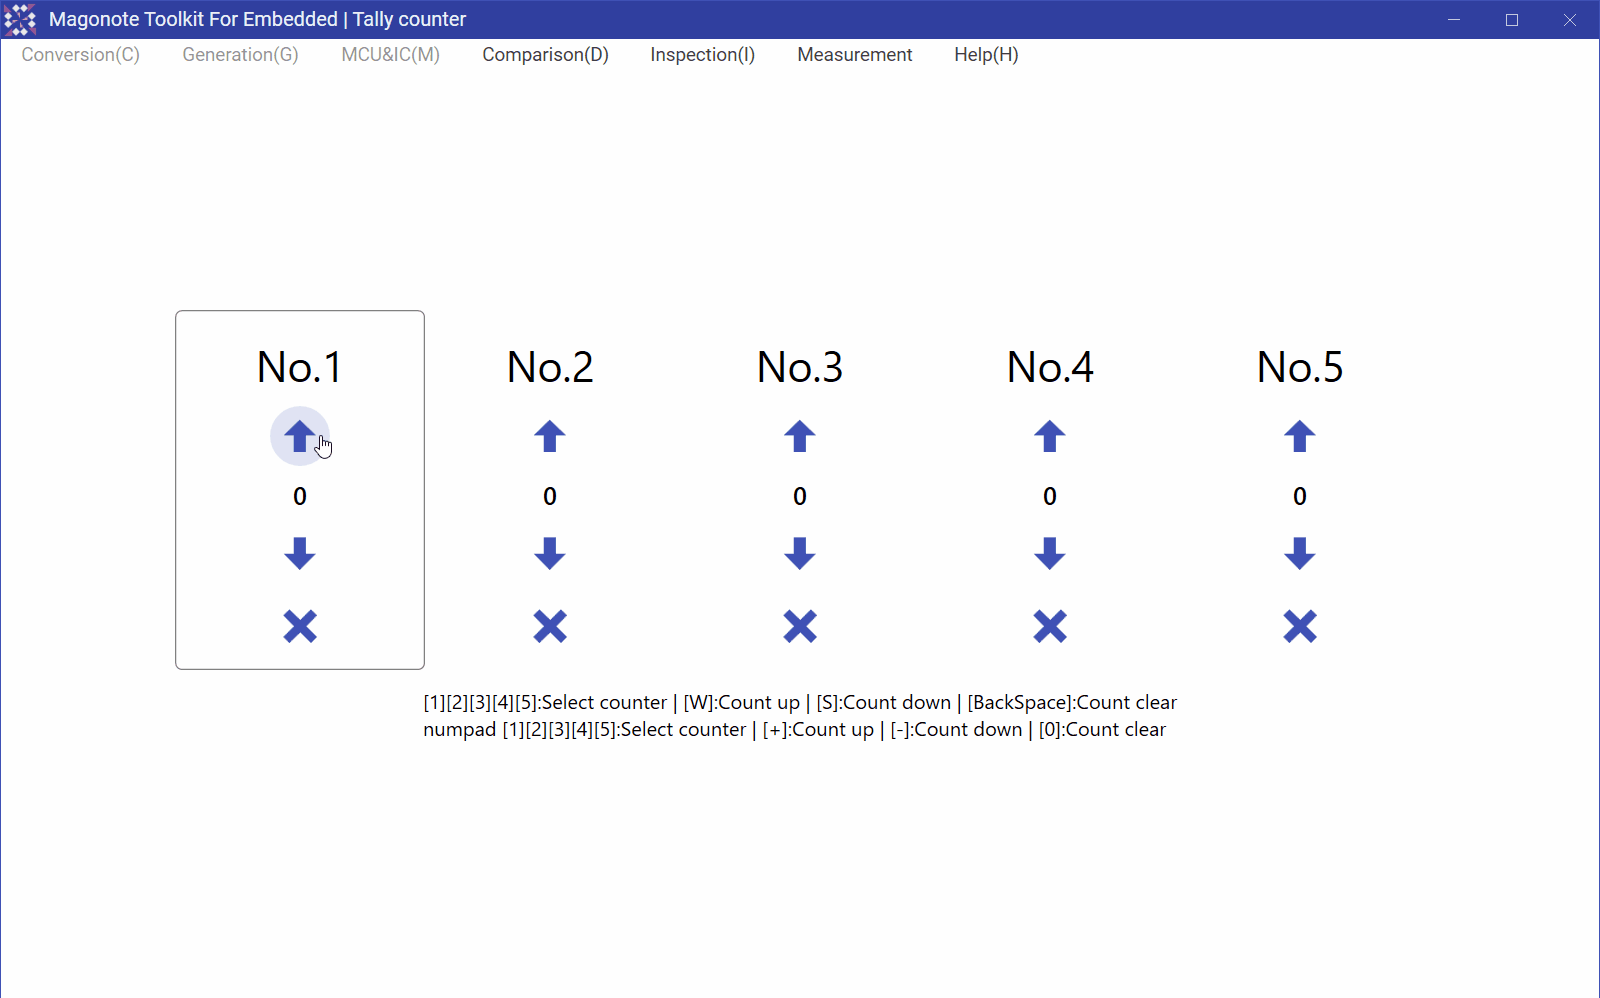 Magonote Toolkit For Embedded | Tally counter
Conversion(C) Generation(G) MCU&IC(M) Comparison(D) Inspection(I) Measurement Help(H)
No.1 No.2 No.3 No.4 No.5
0 0 0 0 0
[1][2][3][4][5]:Select counter | [W]:Count up | [S]:Count down | [BackSpace]:Count clear
numpad [1][2][3][4][5]:Select counter | [+]:Count up | [-]:Count down | [0]:Count clear